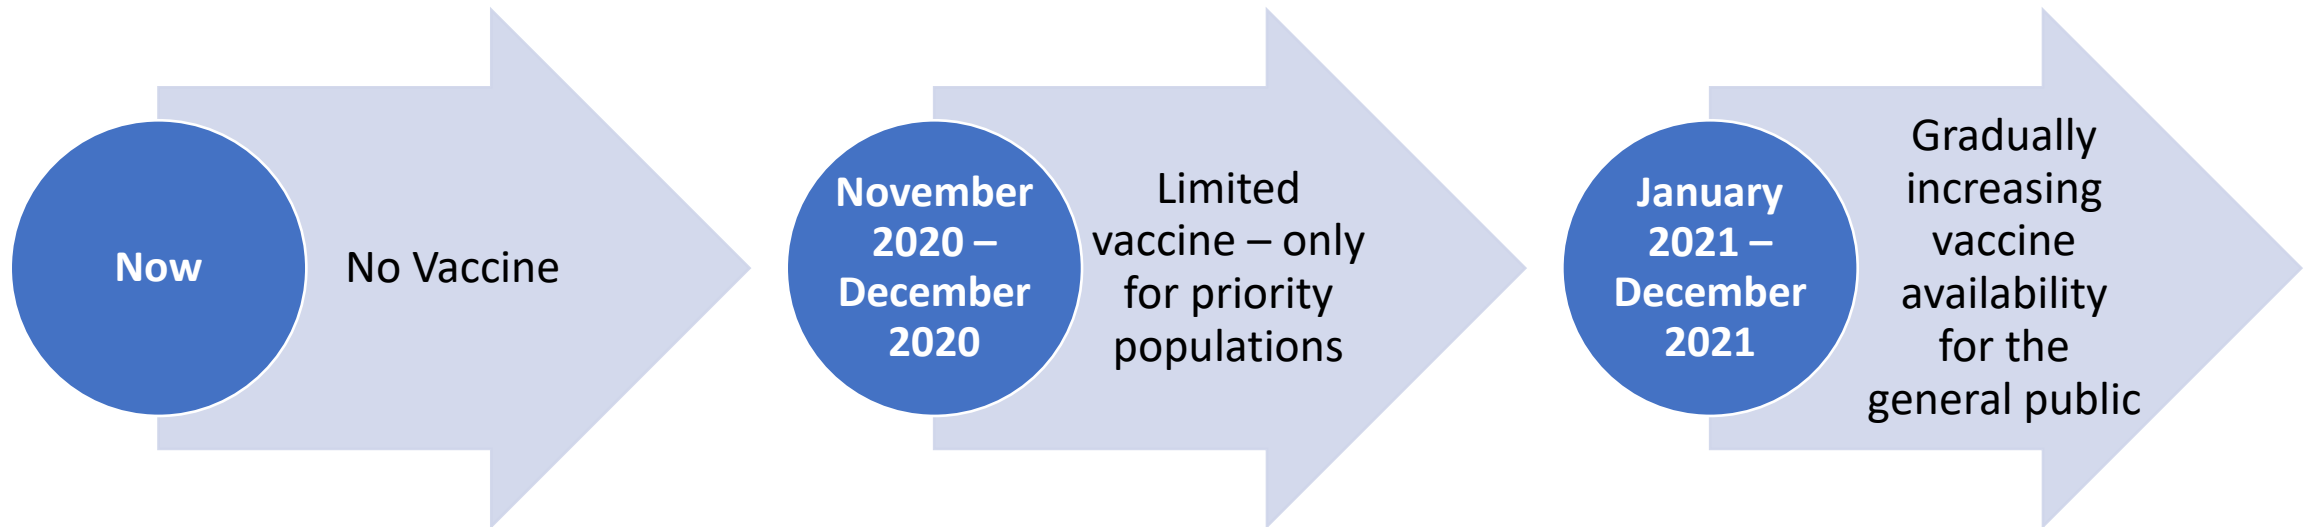 Now
No Vaccine
November
2020 –
December
2020
Limited
vaccine – only
for priority
populations
January
2021 –
December
2021
Gradually
increasing
vaccine
availability
for the
general public